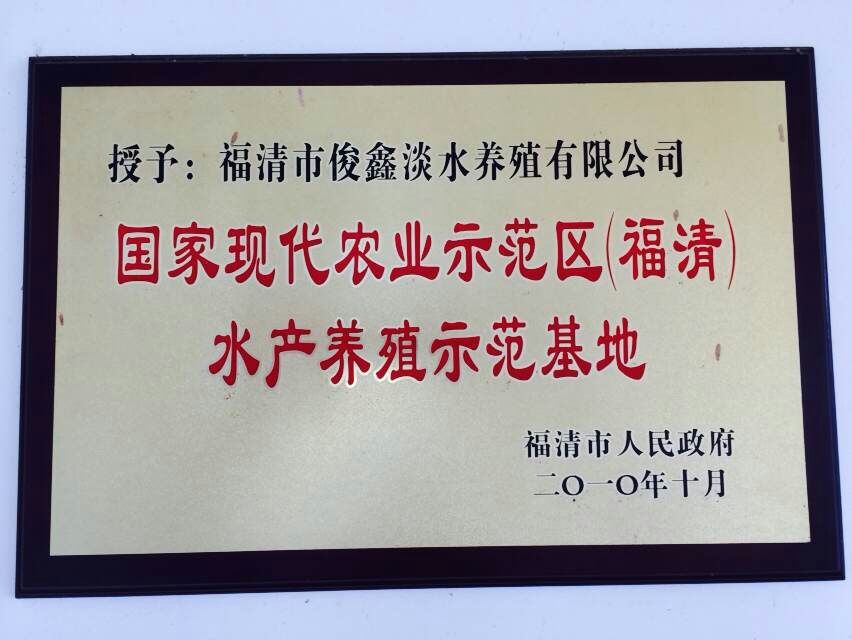 授予：福清市俊鑫淡水养殖有限公司
国家现代农业示范区(福清)
水产养殖示范基地
福清市人民政府
二〇一〇年十月